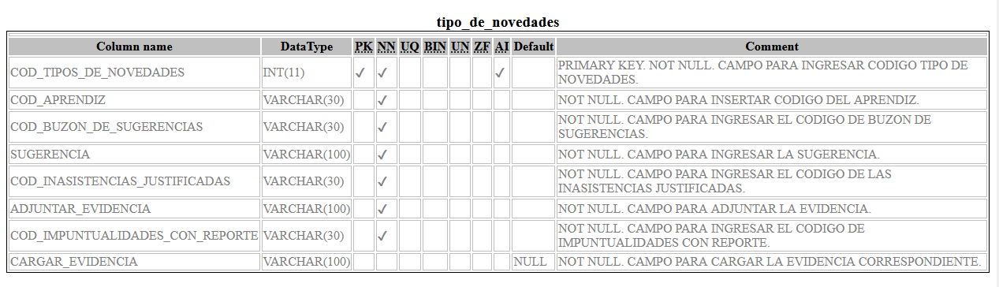 tipo_de_novedades
Column name DataType PK NN UQ BIN UN ZF AI Default Comment
COD_TIPOS_DE_NOVEDADES INT(11) ✓ ✓ ✓ PRIMARY KEY. NOT NULL. CAMPO PARA INGRESAR CODIGO TIPO DE
NOVEDADES.
COD_APRENDIZ VARCHAR(30) ✓ NOT NULL. CAMPO PARA INSERTAR CODIGO DEL APRENDIZ.
COD_BUZON_DE_SUGERENCIAS VARCHAR(30) ✓ NOT NULL. CAMPO PARA INGRESAR EL CODIGO DE BUZON DE
SUGERENCIAS.
SUGERENCIA VARCHAR(100) ✓ NOT NULL. CAMPO PARA INGRESAR LA SUGERENCIA.
COD_INASISTENCIAS_JUSTIFICADAS VARCHAR(30) ✓ NOT NULL. CAMPO PARA INGRESAR EL CODIGO DE LAS
INASISTENCIAS JUSTIFICADAS.
ADJUNTAR_EVIDENCIA VARCHAR(100) ✓ NOT NULL. CAMPO PARA ADJUNTAR LA EVIDENCIA.
COD_IMPUNTUALIDADES_CON_REPORTE VARCHAR(30) ✓ NOT NULL. CAMPO PARA INGRESAR EL CODIGO DE
IMPUNTUALIDADES CON REPORTE.
CARGAR_EVIDENCIA VARCHAR(100) NULL NOT NULL. CAMPO PARA CARGAR LA EVIDENCIA CORRESPONDIENTE.